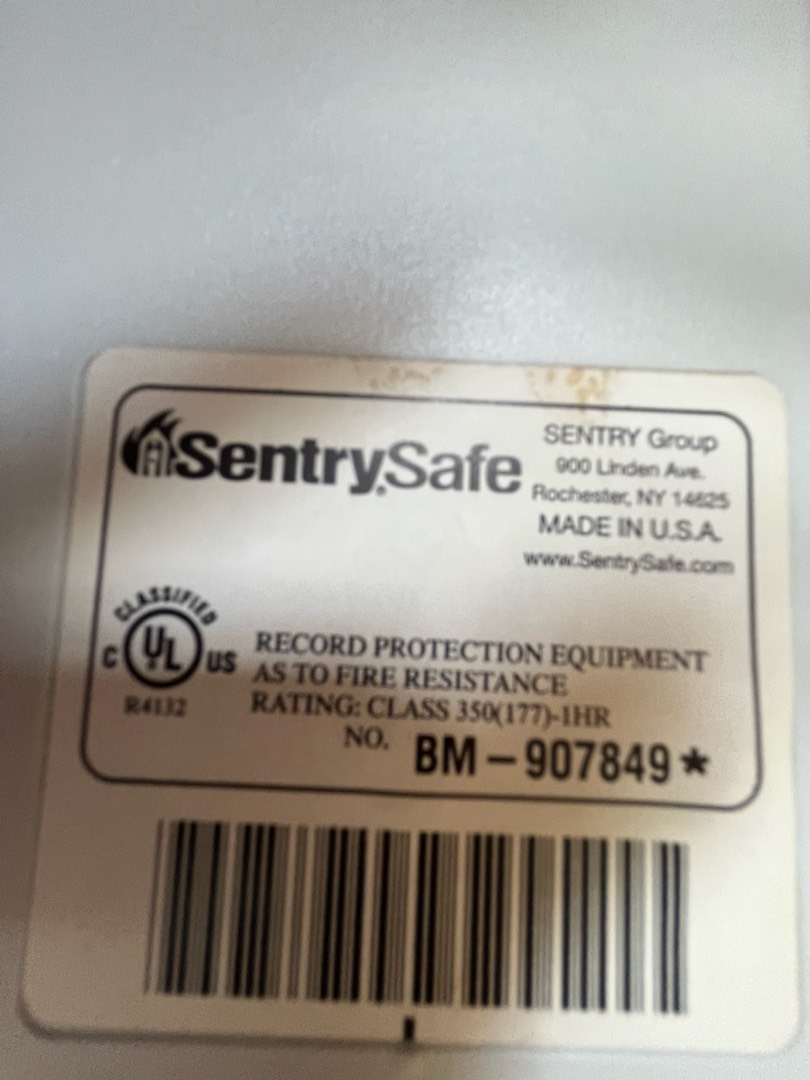 SentrySafe
SENTRY Group
900 Linden Ave.
Rochester, NY 14625
MADE IN U.S.A.
www.SentrySafe.com
CLASSIFIED
C UL US
R4132
RECORD PROTECTION EQUIPMENT
AS TO FIRE RESISTANCE
RATING: CLASS 350(177)-1HR
NO. BM-907849*